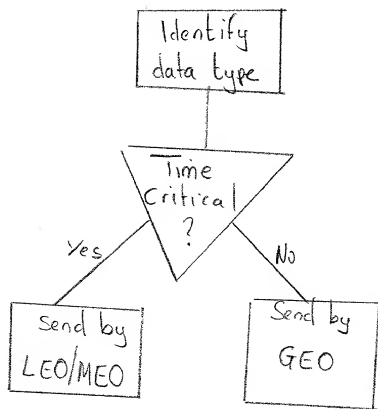 Identify
data type
Time
Critical
?
Yes
No
Send by
LEO/MEO
Send by
GEO